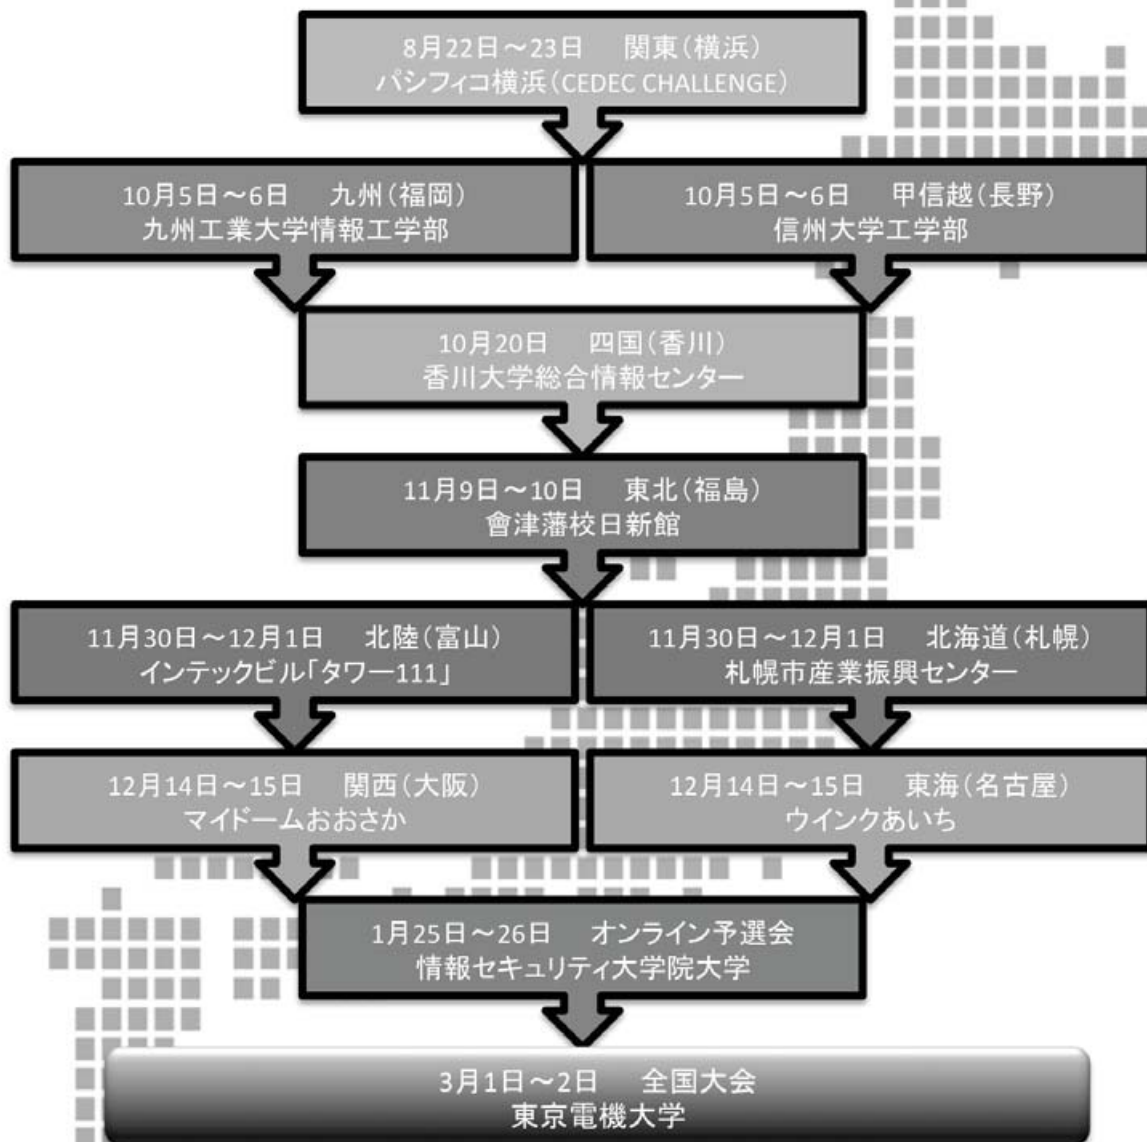 8月22日～23日　関東（横浜）
パシフィコ横浜（CEDEC CHALLENGE）
10月5日～6日　九州（福岡）
九州工業大学情報工学部
10月5日～6日　甲信越（長野）
信州大学工学部
10月20日　四国（香川）
香川大学総合情報センター
11月9日～10日　東北（福島）
會津藩校日新館
11月30日～12月1日　北陸（富山）
インテックビル「タワー111」
11月30日～12月1日　北海道（札幌）
札幌市産業振興センター
12月14日～15日　関西（大阪）
マイドームおおさか
12月14日～15日　東海（名古屋）
ウインクあいち
1月25日～26日　オンライン予選会
情報セキュリティ大学院大学
3月1日～2日　全国大会
東京電機大学